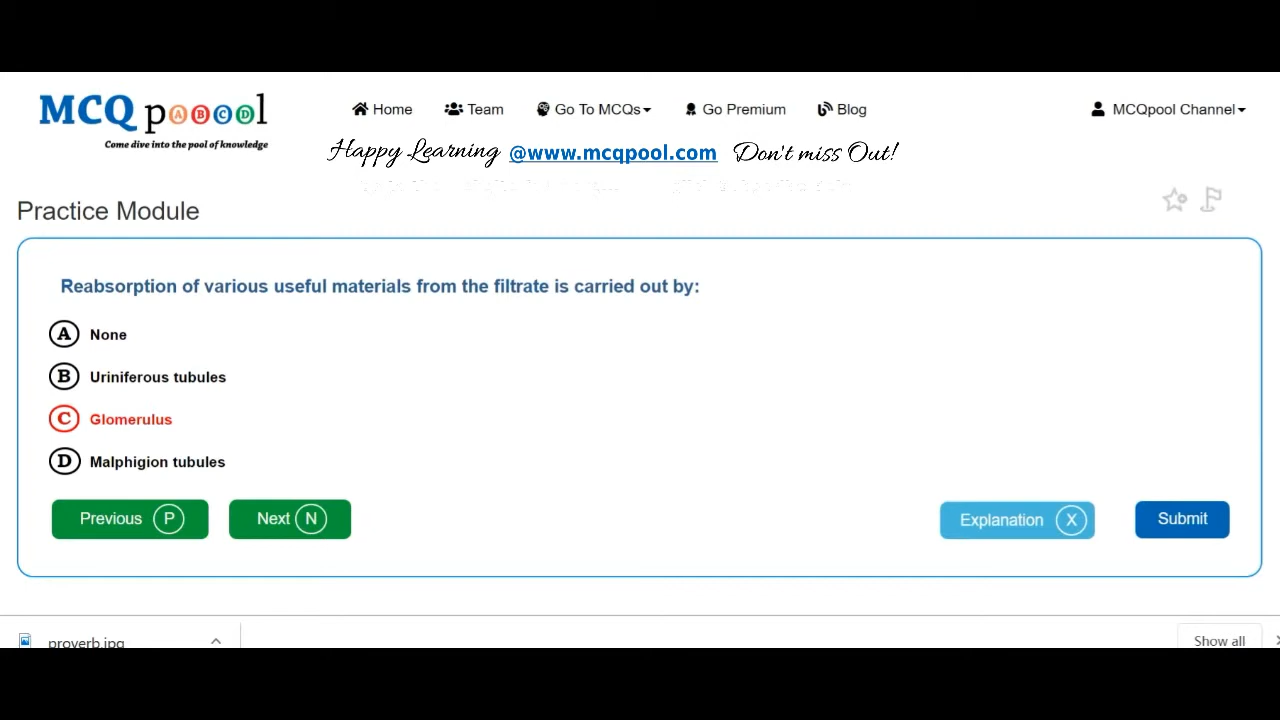 MCQ pABCDl
Come dive into the pool of knowledge
Home Team Go To MCQs Go Premium Blog MCQpool Channel
Happy Learning @www.mcqpool.com Don't miss Out!
Practice Module
Reabsorption of various useful materials from the filtrate is carried out by:
A None
B Uriniferous tubules
C Glomerulus
D Malphigion tubules
Previous P Next N Explanation X Submit
proverb.jpg Show all